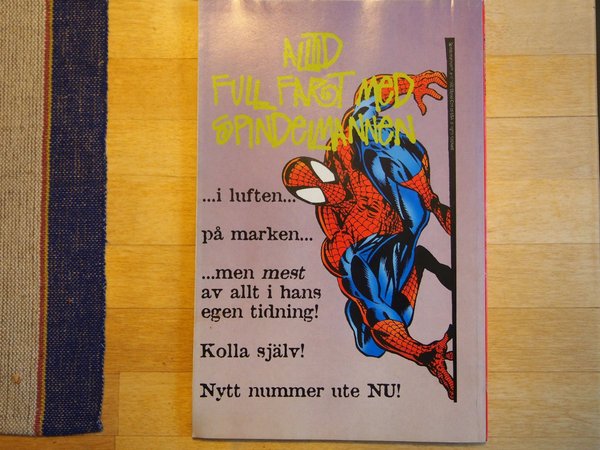 ALLTID
FULL FART MED
SPINDELMANNEN
...i luften...
på marken...
...men mest
av allt i hans
egen tidning!
Kolla själv!
Nytt nummer ute NU!